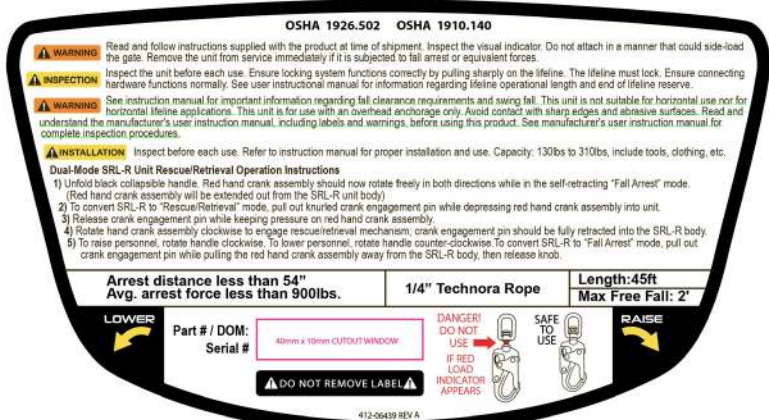 OSHA 1926.502 OSHA 1910.140
WARNING Read and follow instructions supplied with the product at time of shipment. Inspect the visual indicator. Do not attach in a manner that could side-load
the gate. Remove the unit from service immediately if it is subjected to fall arrest or equivalent forces.
INSPECTION Inspect the unit before each use. Ensure locking system functions correctly by pulling sharply on the lifeline. The lifeline must lock. Ensure connecting
hardware functions normally. See user instructional manual for information regarding lifeline operational length and end of lifeline reserve.
WARNING See instruction manual for important information regarding fall clearance requirements and swing fall. This unit is not suitable for horizontal use nor for
horizontal lifeline applications. This unit is for use with an overhead anchorage only. Avoid contact with sharp edges and abrasive surfaces. Read and
understand the manufacturer's user instruction manual, including labels and warnings, before using this product. See manufacturer's user instruction manual for
complete inspection procedures.
INSTALLATION Inspect before each use. Refer to instruction manual for proper installation and use. Capacity: 130lbs to 310lbs, include tools, clothing, etc.
Dual-Mode SRL-R Unit Rescue/Retrieval Operation Instructions
1) Unfold black collapsible handle, Red hand crank assembly should now rotate freely in both directions while in the self-retracting "Fall Arrest" mode.
(Red hand crank assembly will be extended out from the SRL-R unit body)
2) To convert SRL-R to "Rescue/Retrieval" mode, pull out knurled crank engagement pin while depressing red hand crank assembly into unit.
3) Release crank engagement pin while keeping pressure on red hand crank assembly.
4) Rotate hand crank assembly clockwise to engage rescue/retrieval mechanism; crank engagement pin should be fully retracted into the SRL-R body.
5) To raise personnel, rotate handle clockwise. To lower personnel, rotate handle counter-clockwise.To convert SRL-R to "Fall Arrest" mode, pull out
crank engagement pin while pulling the red hand crank assembly away from the SRL-R body, then release knob.
Arrest distance less than 54"
Avg. arrest force less than 900lbs.
1/4" Technora Rope
Length:45ft
Max Free Fall: 2'
LOWER
Part # / DOM:
Serial #
40mm x 10mm CUTOUT WINDOW
DO NOT REMOVE LABEL
DANGER!
DO NOT
USE
IF RED
LOAD
INDICATOR
APPEARS
SAFE
TO
USE
RAISE
412-06439 REV A